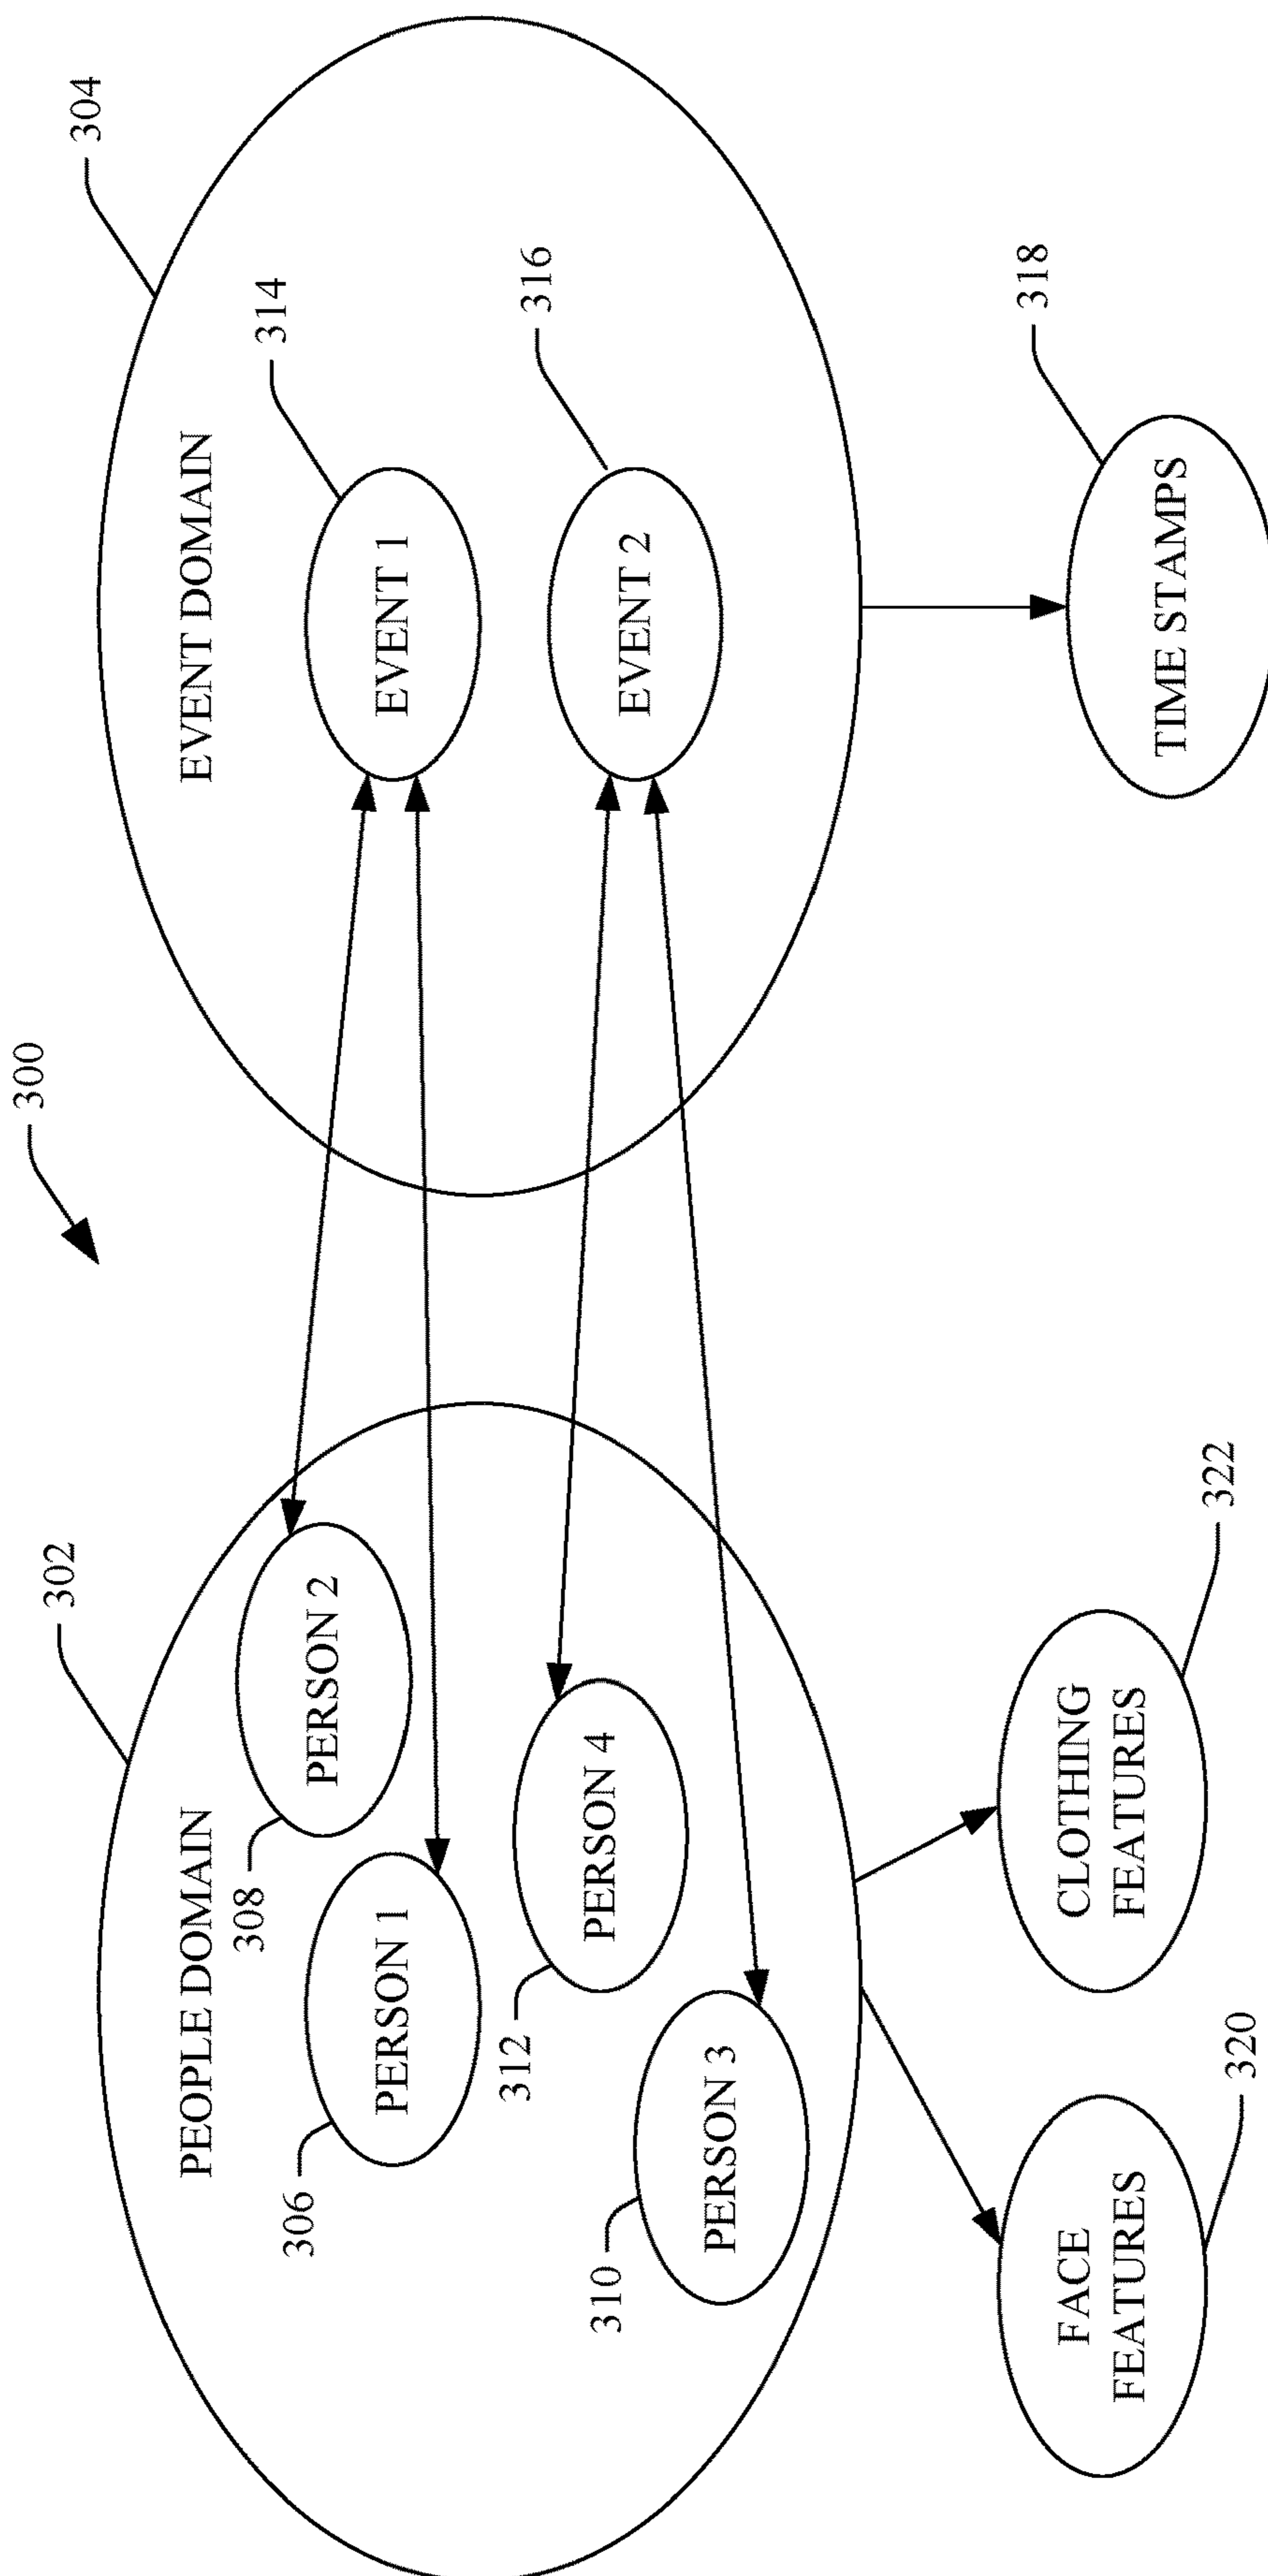 300
302
304
PEOPLE DOMAIN
EVENT DOMAIN
308
PERSON 2
306
PERSON 1
314
EVENT 1
312
PERSON 4
310
PERSON 3
316
EVENT 2
FACE
FEATURES
320
CLOTHING
FEATURES
322
TIME STAMPS
318